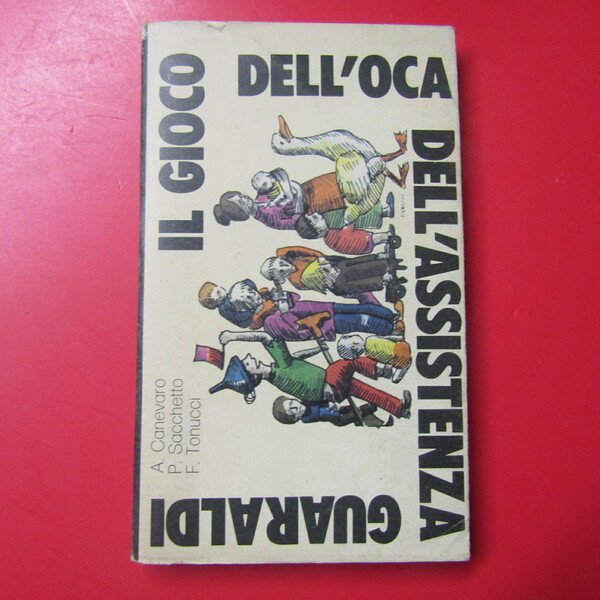 IL GIOCO
DELL'OCA
DELL'ASSISTENZA
GUARALDI
A. Canevaro
P. Sacchetto
F. Tonucci